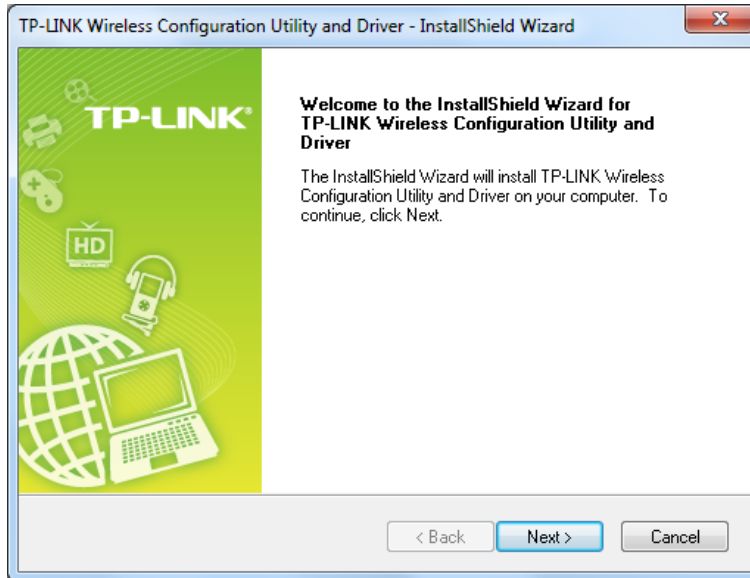 TP-LINK Wireless Configuration Utility and Driver - InstallShield Wizard
TP-LINK®
HD
Welcome to the InstallShield Wizard for
TP-LINK Wireless Configuration Utility and
Driver
The InstallShield Wizard will install TP-LINK Wireless
Configuration Utility and Driver on your computer. To
continue, click Next.
< Back
Next >
Cancel